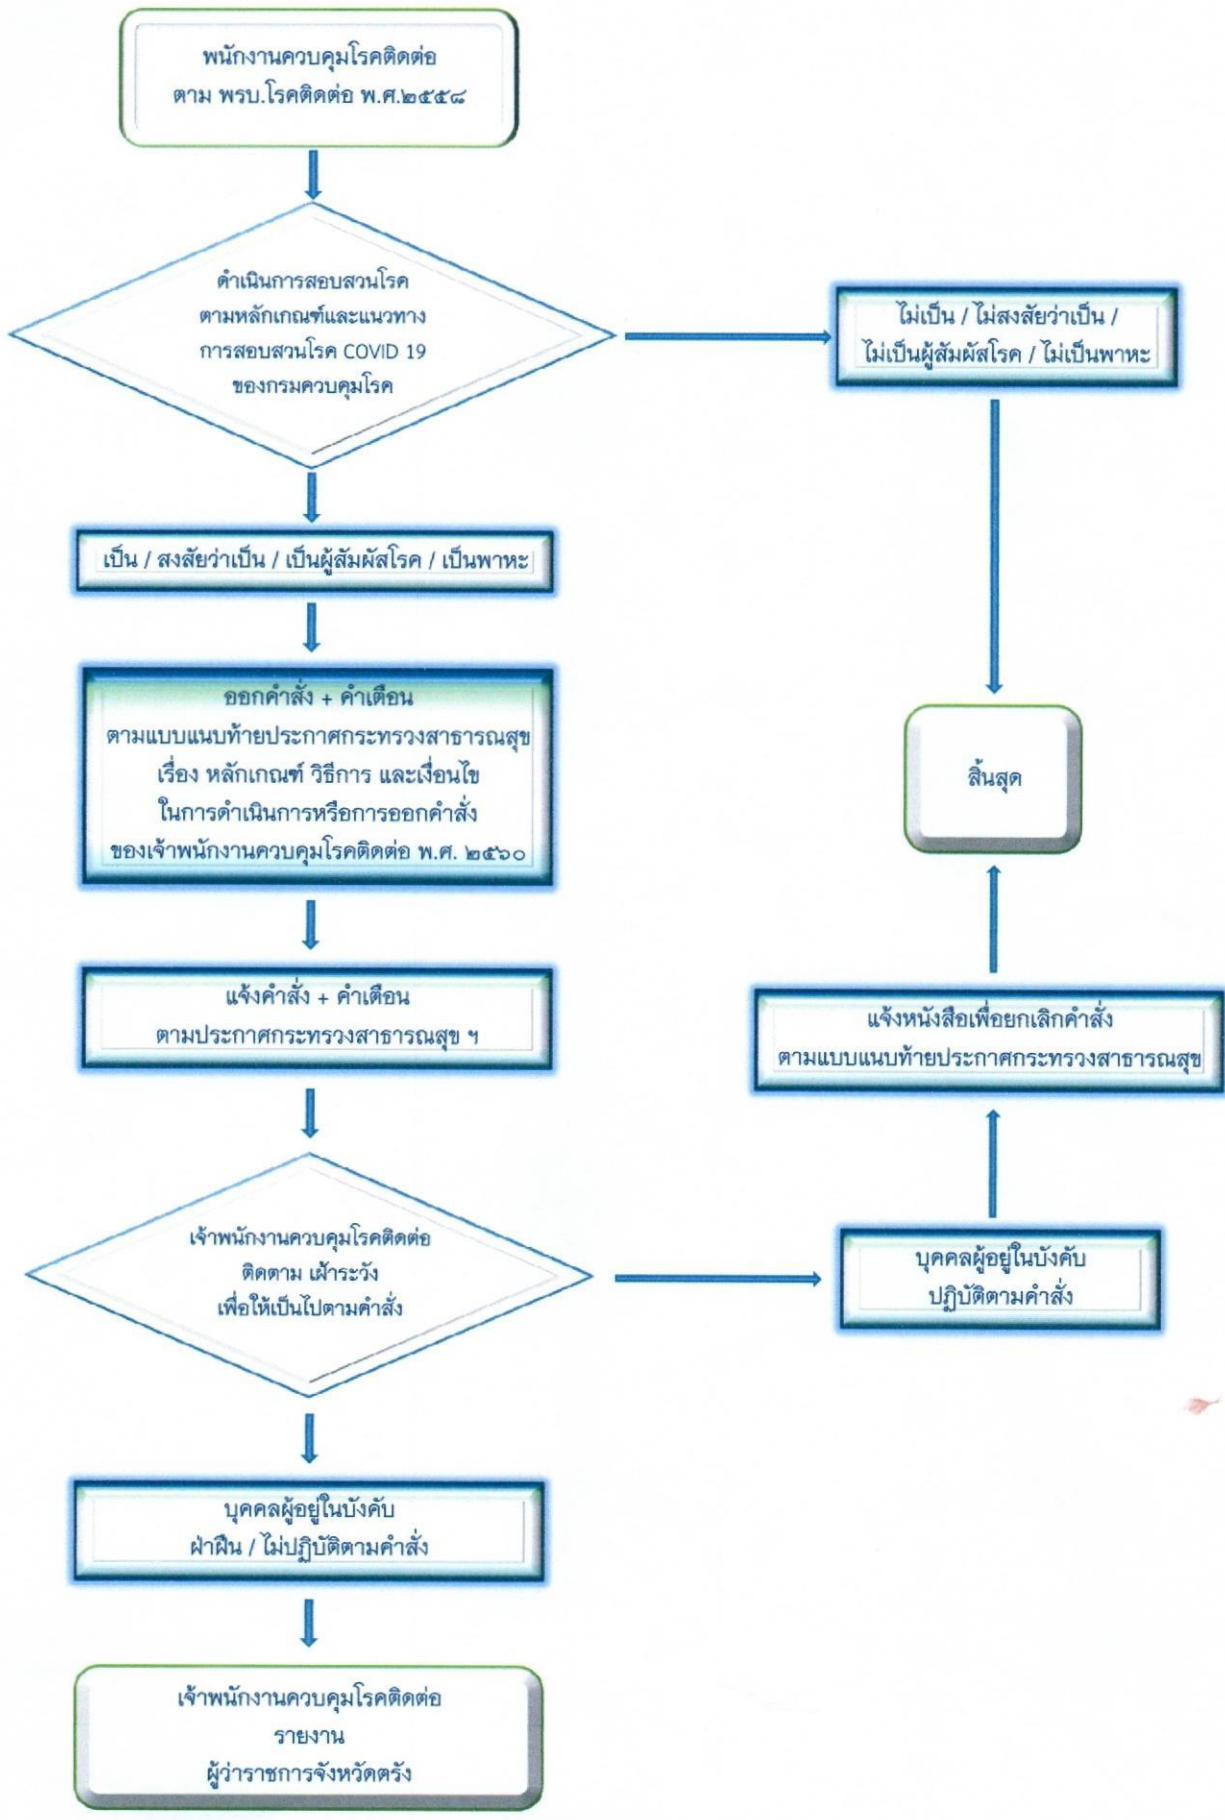 พนักงานควบคุมโรคติดต่อ
ตาม พรบ.โรคติดต่อ พ.ศ.๒๕๕๘
ดำเนินการสอบสวนโรค
ตามหลักเกณฑ์และแนวทาง
การสอบสวนโรค COVID 19
ของกรมควบคุมโรค
ไม่เป็น / ไม่สงสัยว่าเป็น /
ไม่เป็นผู้สัมผัสโรค / ไม่เป็นพาหะ
เป็น / สงสัยว่าเป็น / เป็นผู้สัมผัสโรค / เป็นพาหะ
ออกคำสั่ง + คำเตือน
ตามแบบแนบท้ายประกาศกระทรวงสาธารณสุข
เรื่อง หลักเกณฑ์ วิธีการ และเงื่อนไข
ในการดำเนินการหรือการออกคำสั่ง
ของเจ้าพนักงานควบคุมโรคติดต่อ พ.ศ. ๒๕๖๐
สิ้นสุด
แจ้งคำสั่ง + คำเตือน
ตามประกาศกระทรวงสาธารณสุข ฯ
แจ้งหนังสือเพื่อยกเลิกคำสั่ง
ตามแบบแนบท้ายประกาศกระทรวงสาธารณสุข
เจ้าพนักงานควบคุมโรคติดต่อ
ติดตาม เฝ้าระวัง
เพื่อให้เป็นไปตามคำสั่ง
บุคคลผู้อยู่ในบังคับ
ปฏิบัติตามคำสั่ง
บุคคลผู้อยู่ในบังคับ
ฝ่าฝืน / ไม่ปฏิบัติตามคำสั่ง
เจ้าพนักงานควบคุมโรคติดต่อ
รายงาน
ผู้ว่าราชการจังหวัดตรัง